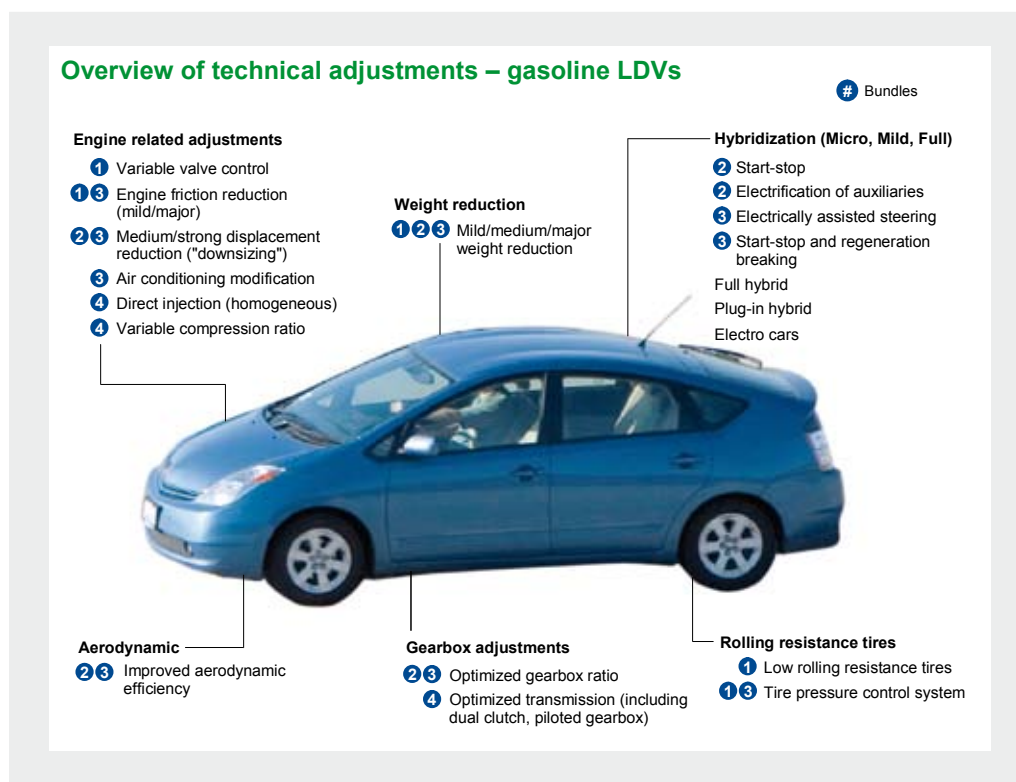 Overview of technical adjustments – gasoline LDVs
# Bundles
Engine related adjustments
1 Variable valve control
1 3 Engine friction reduction
(mild/major)
2 3 Medium/strong displacement
reduction ("downsizing")
3 Air conditioning modification
4 Direct injection (homogeneous)
4 Variable compression ratio
Weight reduction
1 2 3 Mild/medium/major
weight reduction
Hybridization (Micro, Mild, Full)
2 Start-stop
2 Electrification of auxiliaries
3 Electrically assisted steering
3 Start-stop and regeneration
breaking
Full hybrid
Plug-in hybrid
Electro cars
Aerodynamic
2 3 Improved aerodynamic
efficiency
Gearbox adjustments
2 3 Optimized gearbox ratio
4 Optimized transmission (including
dual clutch, piloted gearbox)
Rolling resistance tires
1 Low rolling resistance tires
1 3 Tire pressure control system